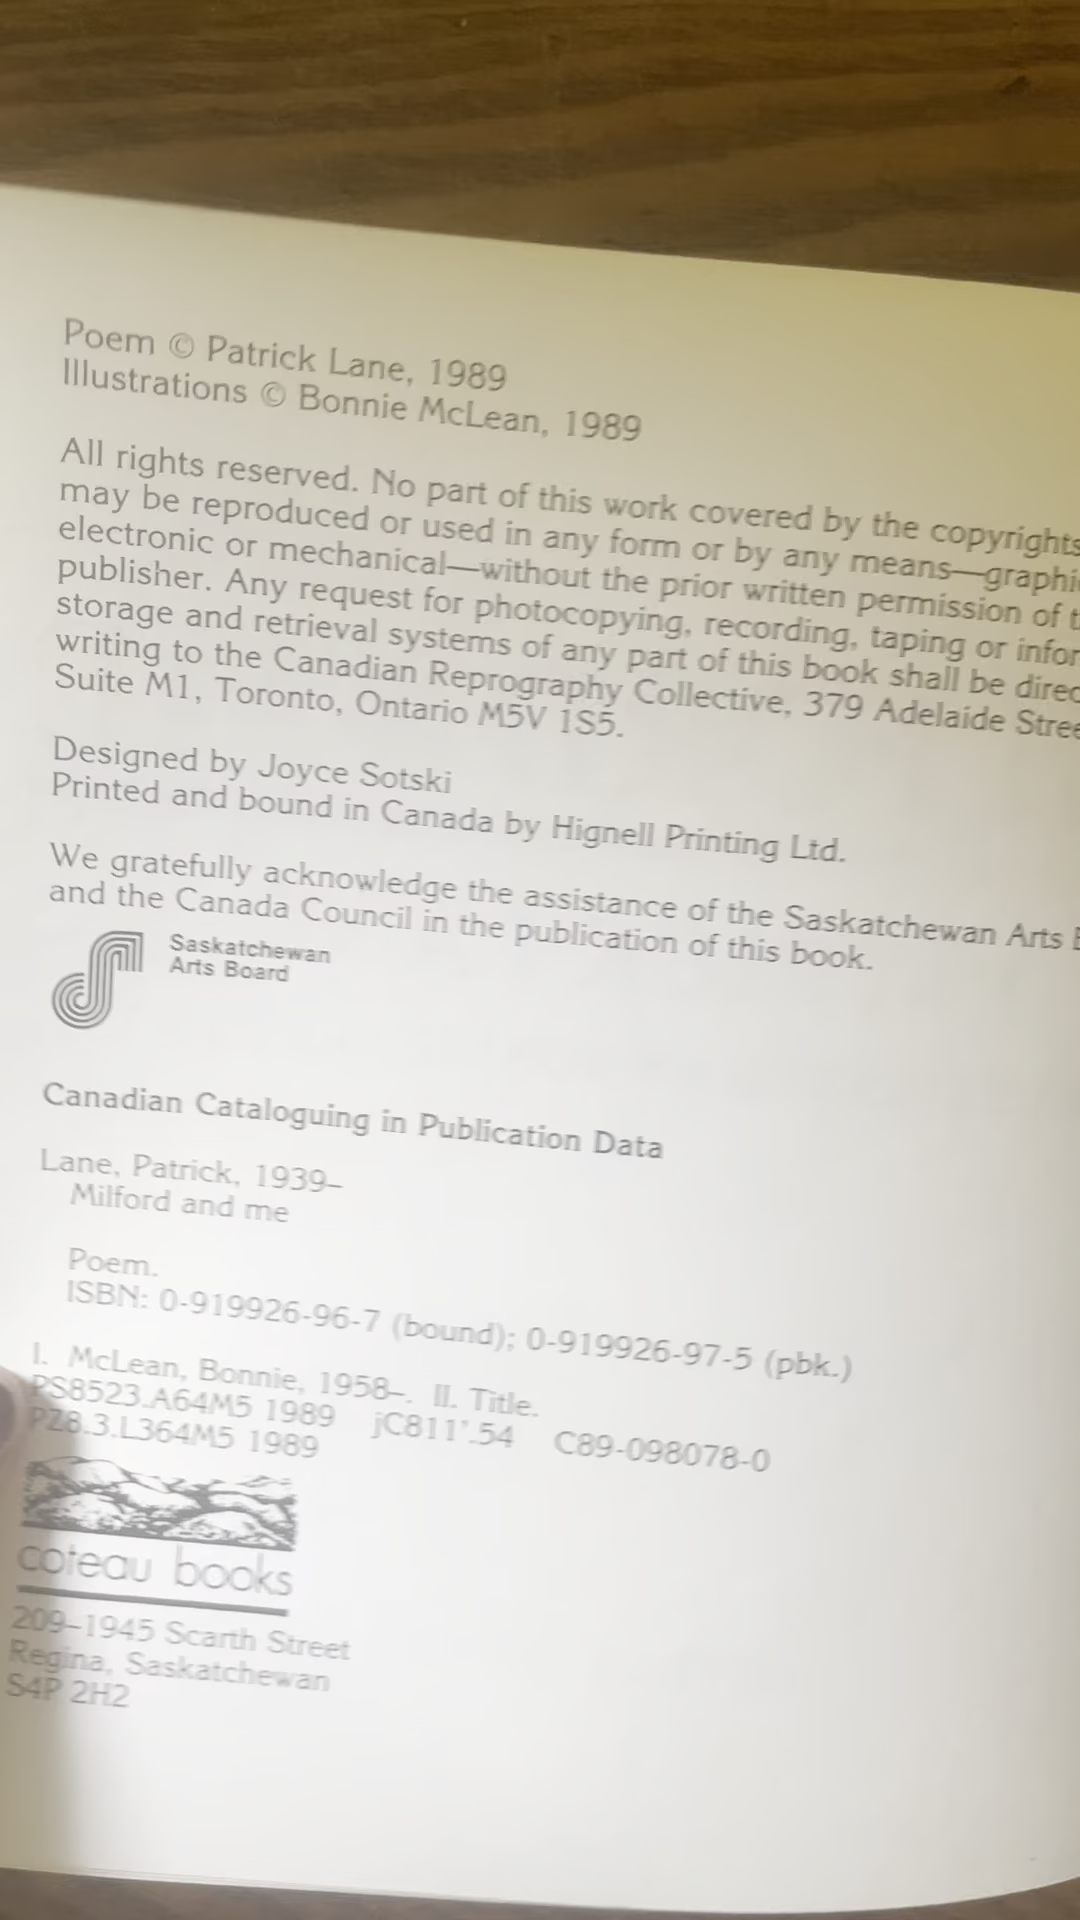 Poem © Patrick Lane, 1989
Illustrations © Bonnie McLean, 1989
All rights reserved. No part of this work covered by the copyrights
may be reproduced or used in any form or by any means—graphi
electronic or mechanical—without the prior written permission of t
publisher. Any request for photocopying, recording, taping or infor
storage and retrieval systems of any part of this book shall be direc
writing to the Canadian Reprography Collective, 379 Adelaide Stree
Suite M1, Toronto, Ontario M5V 1S5.
Designed by Joyce Sotski
Printed and bound in Canada by Hignell Printing Ltd.
We gratefully acknowledge the assistance of the Saskatchewan Arts
and the Canada Council in the publication of this book.
Saskatchewan
Arts Board
Canadian Cataloguing in Publication Data
Lane, Patrick, 1939–
Milford and me
Poem.
ISBN: 0-919926-96-7 (bound); 0-919926-97-5 (pbk.)
I. McLean, Bonnie, 1958–. II. Title.
PS8523.A64M5 1989 jC811'.54 C89-098078-0
PZ8.3.L364M5 1989
coteau books
209–1945 Scarth Street
Regina, Saskatchewan
S4P 2H2